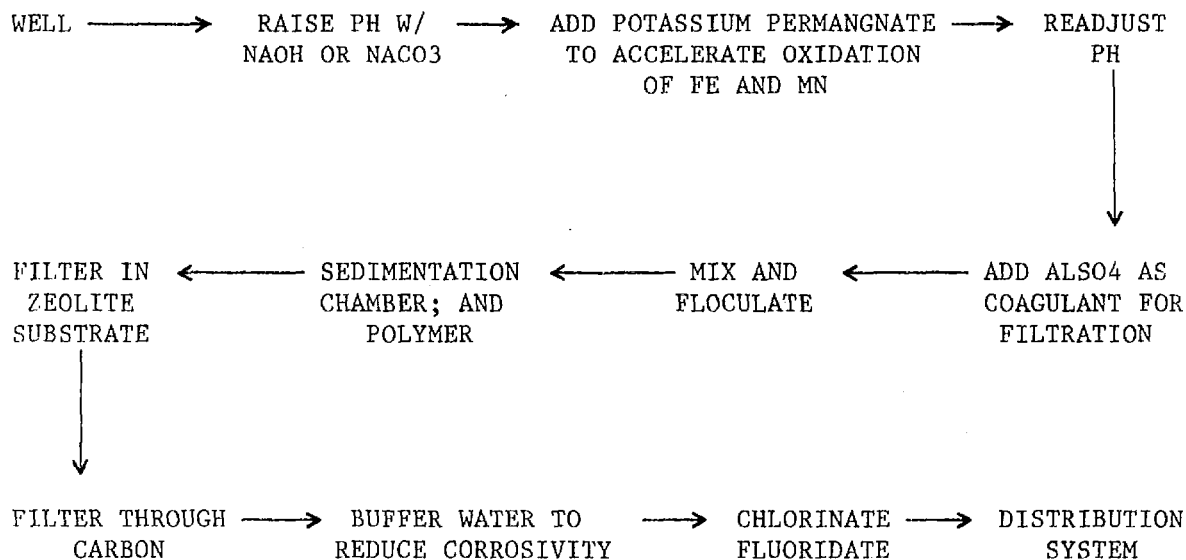 WELL
RAISE PH W/
NAOH OR NACO3
ADD POTASSIUM PERMANGNATE
TO ACCELERATE OXIDATION
OF FE AND MN
READJUST
PH
ADD ALSO4 AS
COAGULANT FOR
FILTRATION
MIX AND
FLOCULATE
SEDIMENTATION
CHAMBER; AND
POLYMER
FILTER IN
ZEOLITE
SUBSTRATE
FILTER THROUGH
CARBON
BUFFER WATER TO
REDUCE CORROSIVITY
CHLORINATE
FLUORIDATE
DISTRIBUTION
SYSTEM